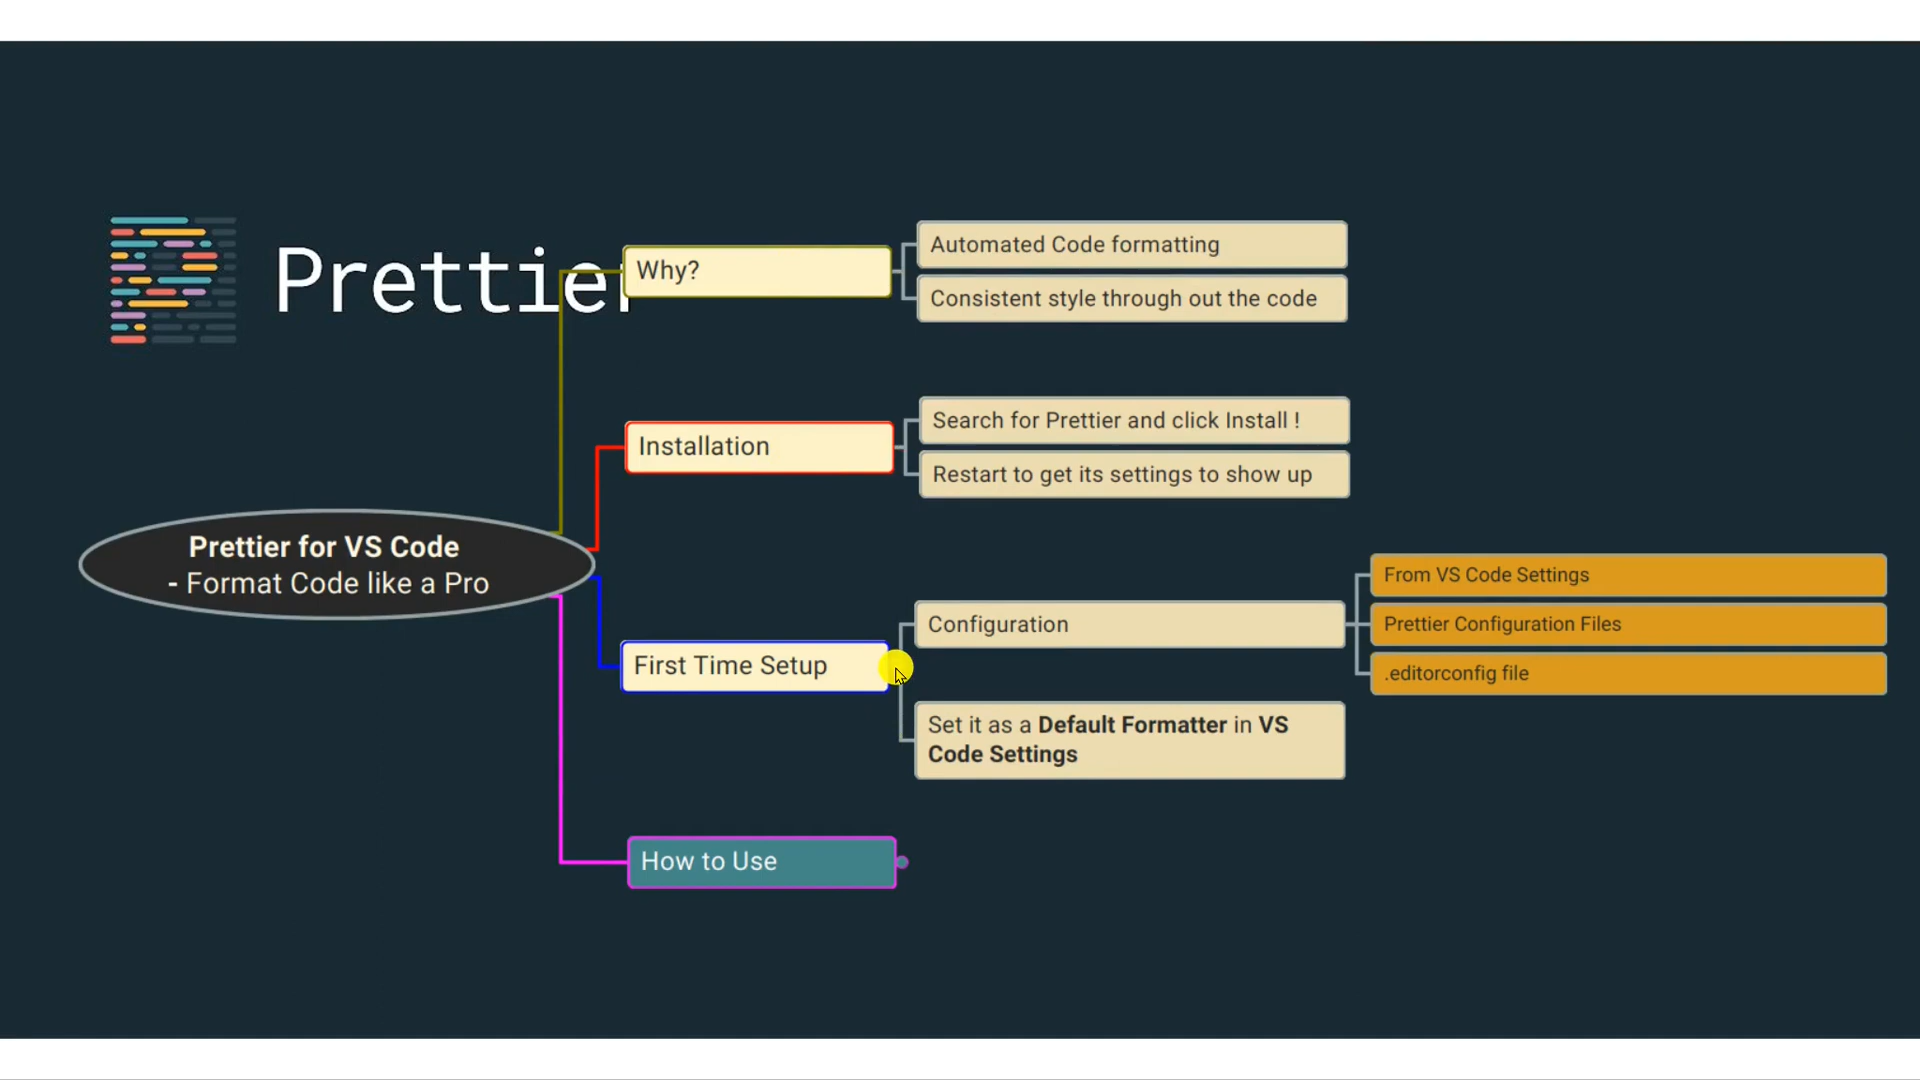 Prettier
Why?
Automated Code formatting
Consistent style through out the code
Installation
Search for Prettier and click Install !
Restart to get its settings to show up
Prettier for VS Code
- Format Code like a Pro
First Time Setup
Configuration
From VS Code Settings
Prettier Configuration Files
.editorconfig file
Set it as a Default Formatter in VS
Code Settings
How to Use